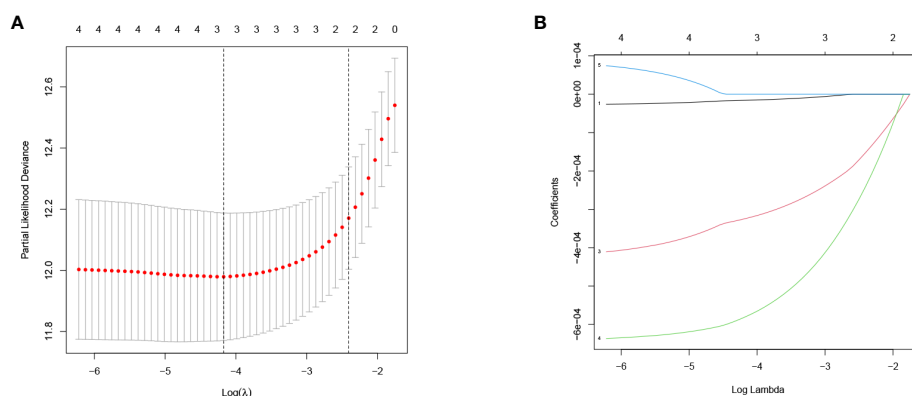 A
4 4 4 4 4 4 4 3 3 3 3 3 2 2 2 0
Partial Likelihood Deviance
12.6
12.4
12.2
12.0
11.8
−6 −5 −4 −3 −2
Log(λ)
B
4 4 3 3 2
Coefficients
1e−04
0e+00
−2e−04
−4e−04
−6e−04
5
1
3
4
−6 −5 −4 −3 −2
Log Lambda